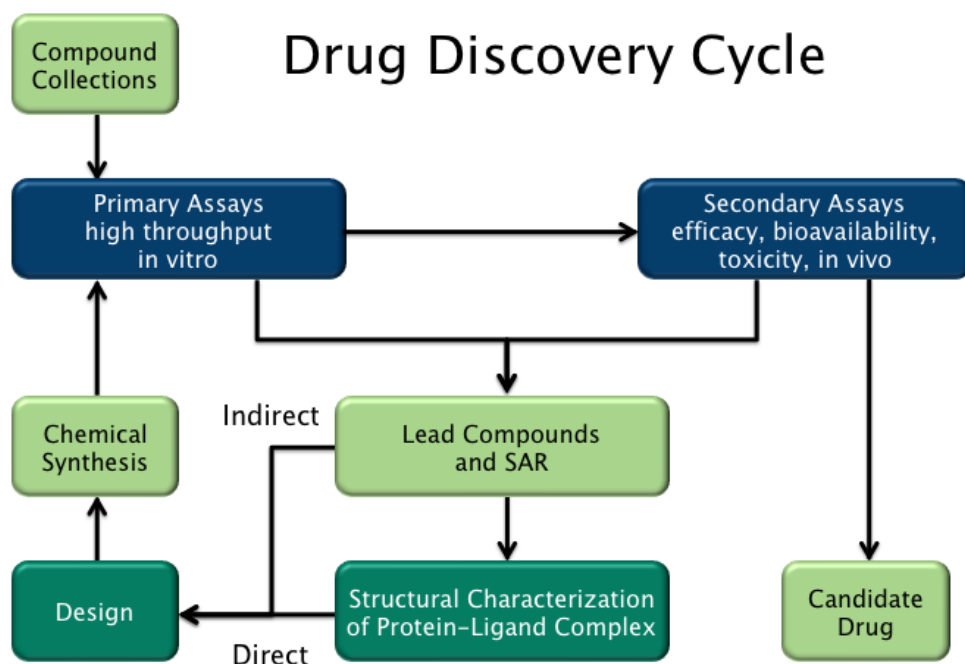 Compound
Collections
Drug Discovery Cycle
Primary Assays
high throughput
in vitro
Secondary Assays
efficacy, bioavailability,
toxicity, in vivo
Indirect
Chemical
Synthesis
Lead Compounds
and SAR
Design
Structural Characterization
of Protein-Ligand Complex
Candidate
Drug
Direct